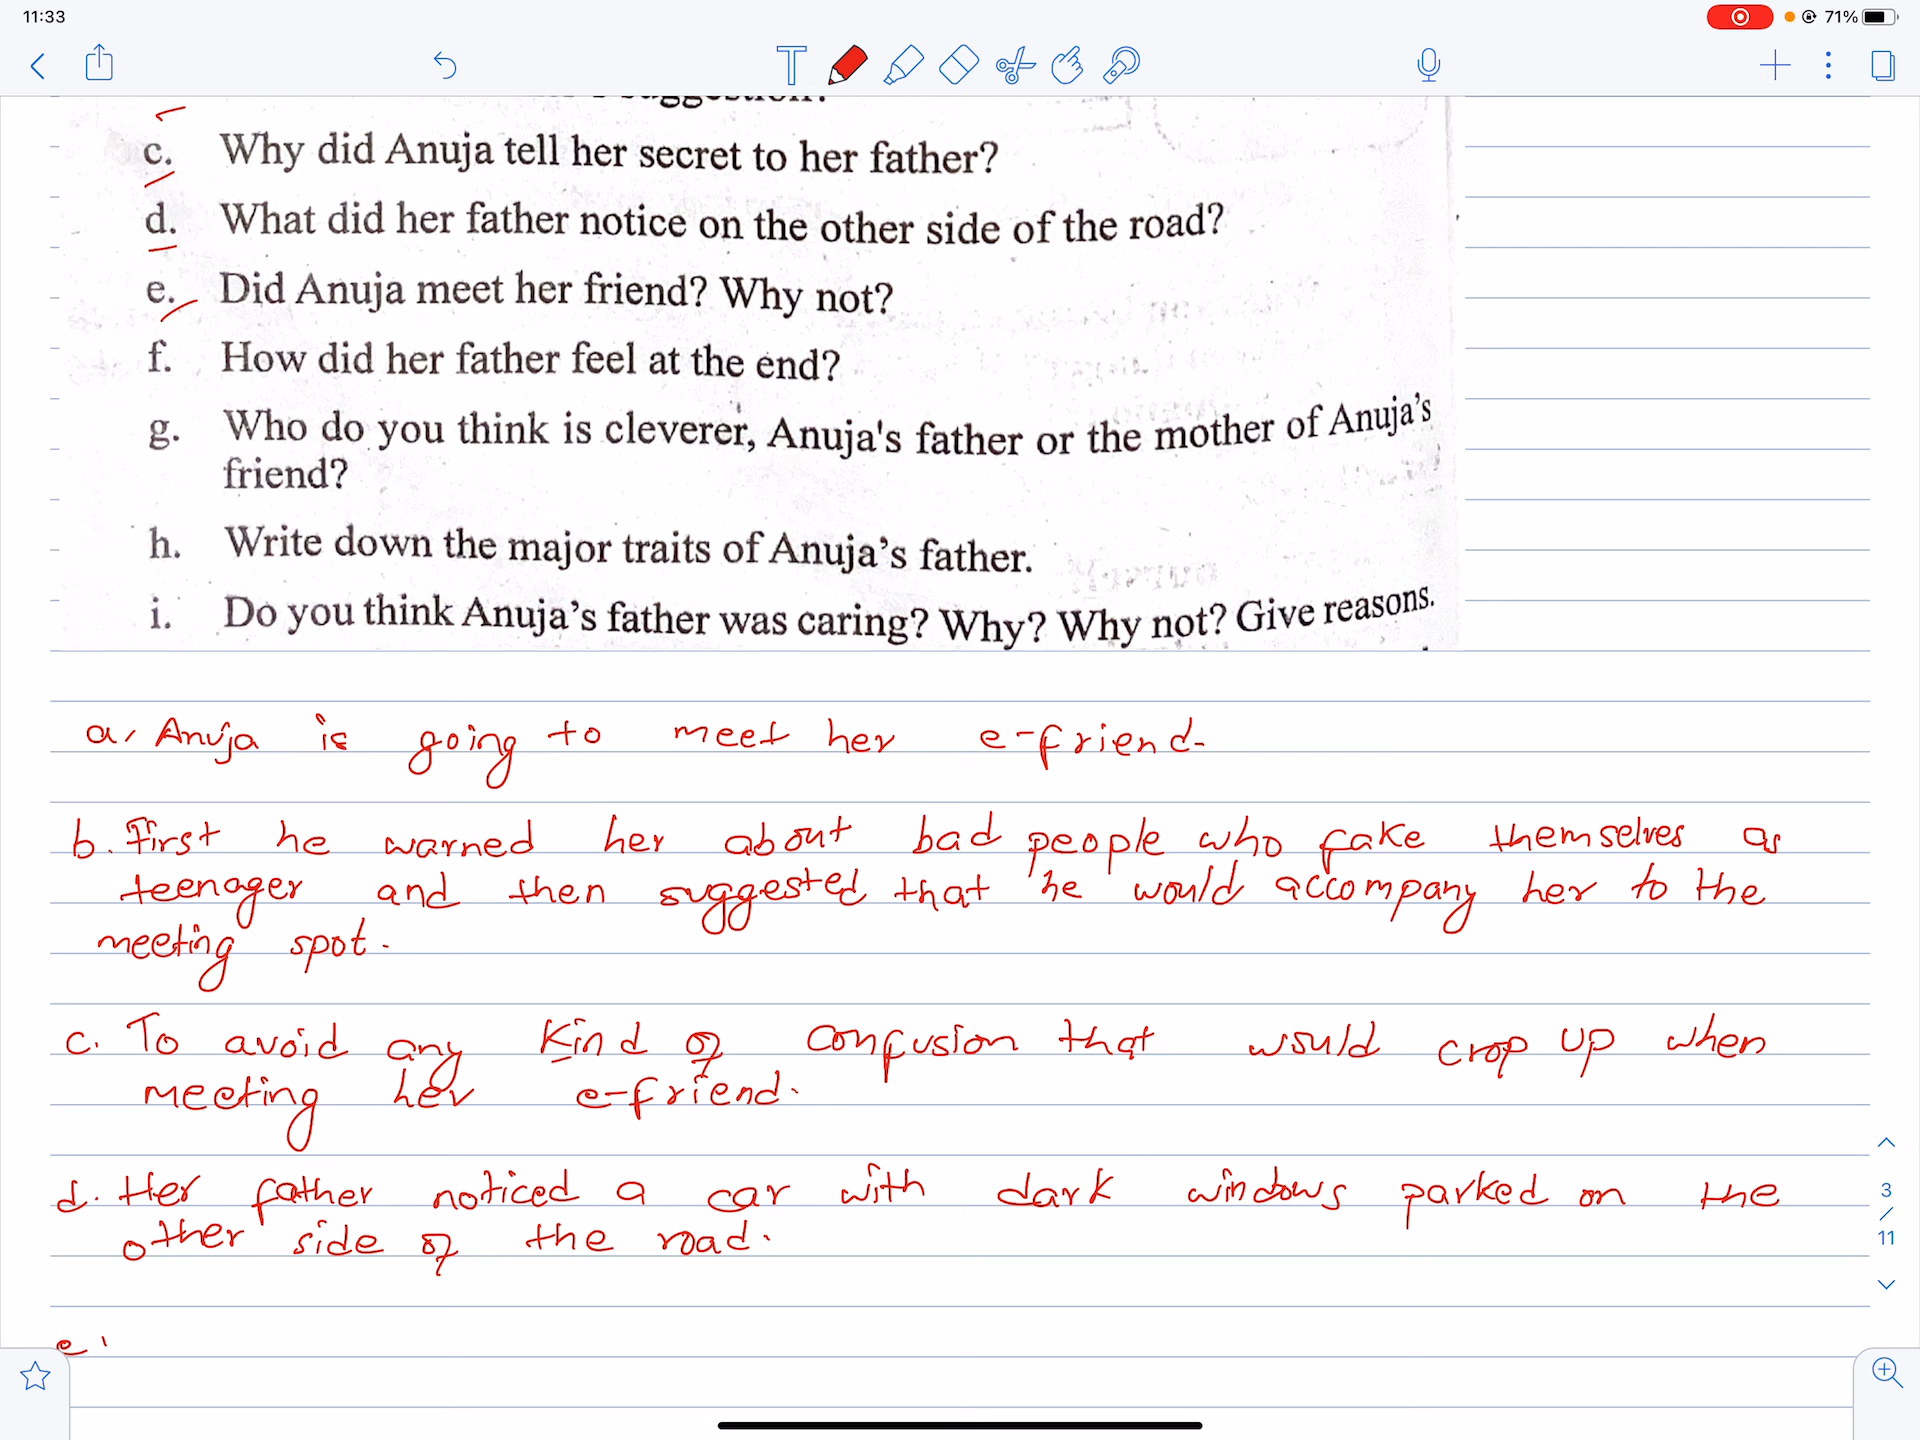 11:33
71%
suggestion?
c. Why did Anuja tell her secret to her father?
d. What did her father notice on the other side of the road?
e. Did Anuja meet her friend? Why not?
f. How did her father feel at the end?
g. Who do you think is cleverer, Anuja's father or the mother of Anuja's
friend?
h. Write down the major traits of Anuja's father.
i. Do you think Anuja's father was caring? Why? Why not? Give reasons.
a. Anuja is going to meet her e-friend.
b. First he warned her about bad people who fake themselves as
teenager and then suggested that he would accompany her to the
meeting spot.
c. To avoid any kind of confusion that would crop up when
meeting her e-friend.
d. Her father noticed a car with dark windows parked on the
other side of the road.
e.
3
/
11